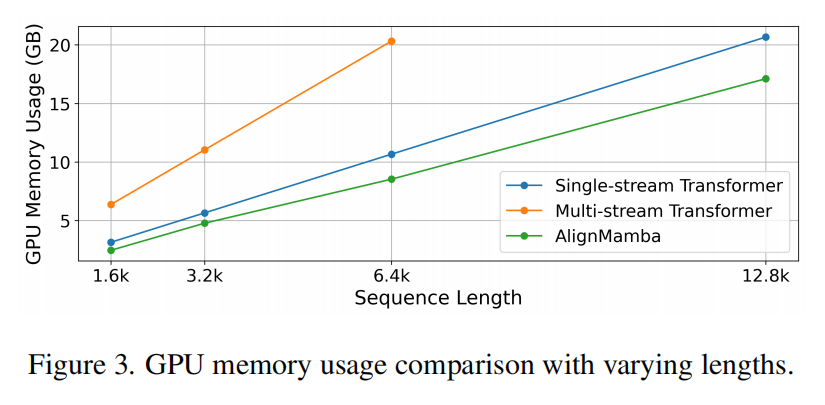 GPU Memory Usage (GB)
20
15
10
5
Single-stream Transformer
Multi-stream Transformer
AlignMamba
1.6k 3.2k 6.4k 12.8k
Sequence Length
Figure 3. GPU memory usage comparison with varying lengths.